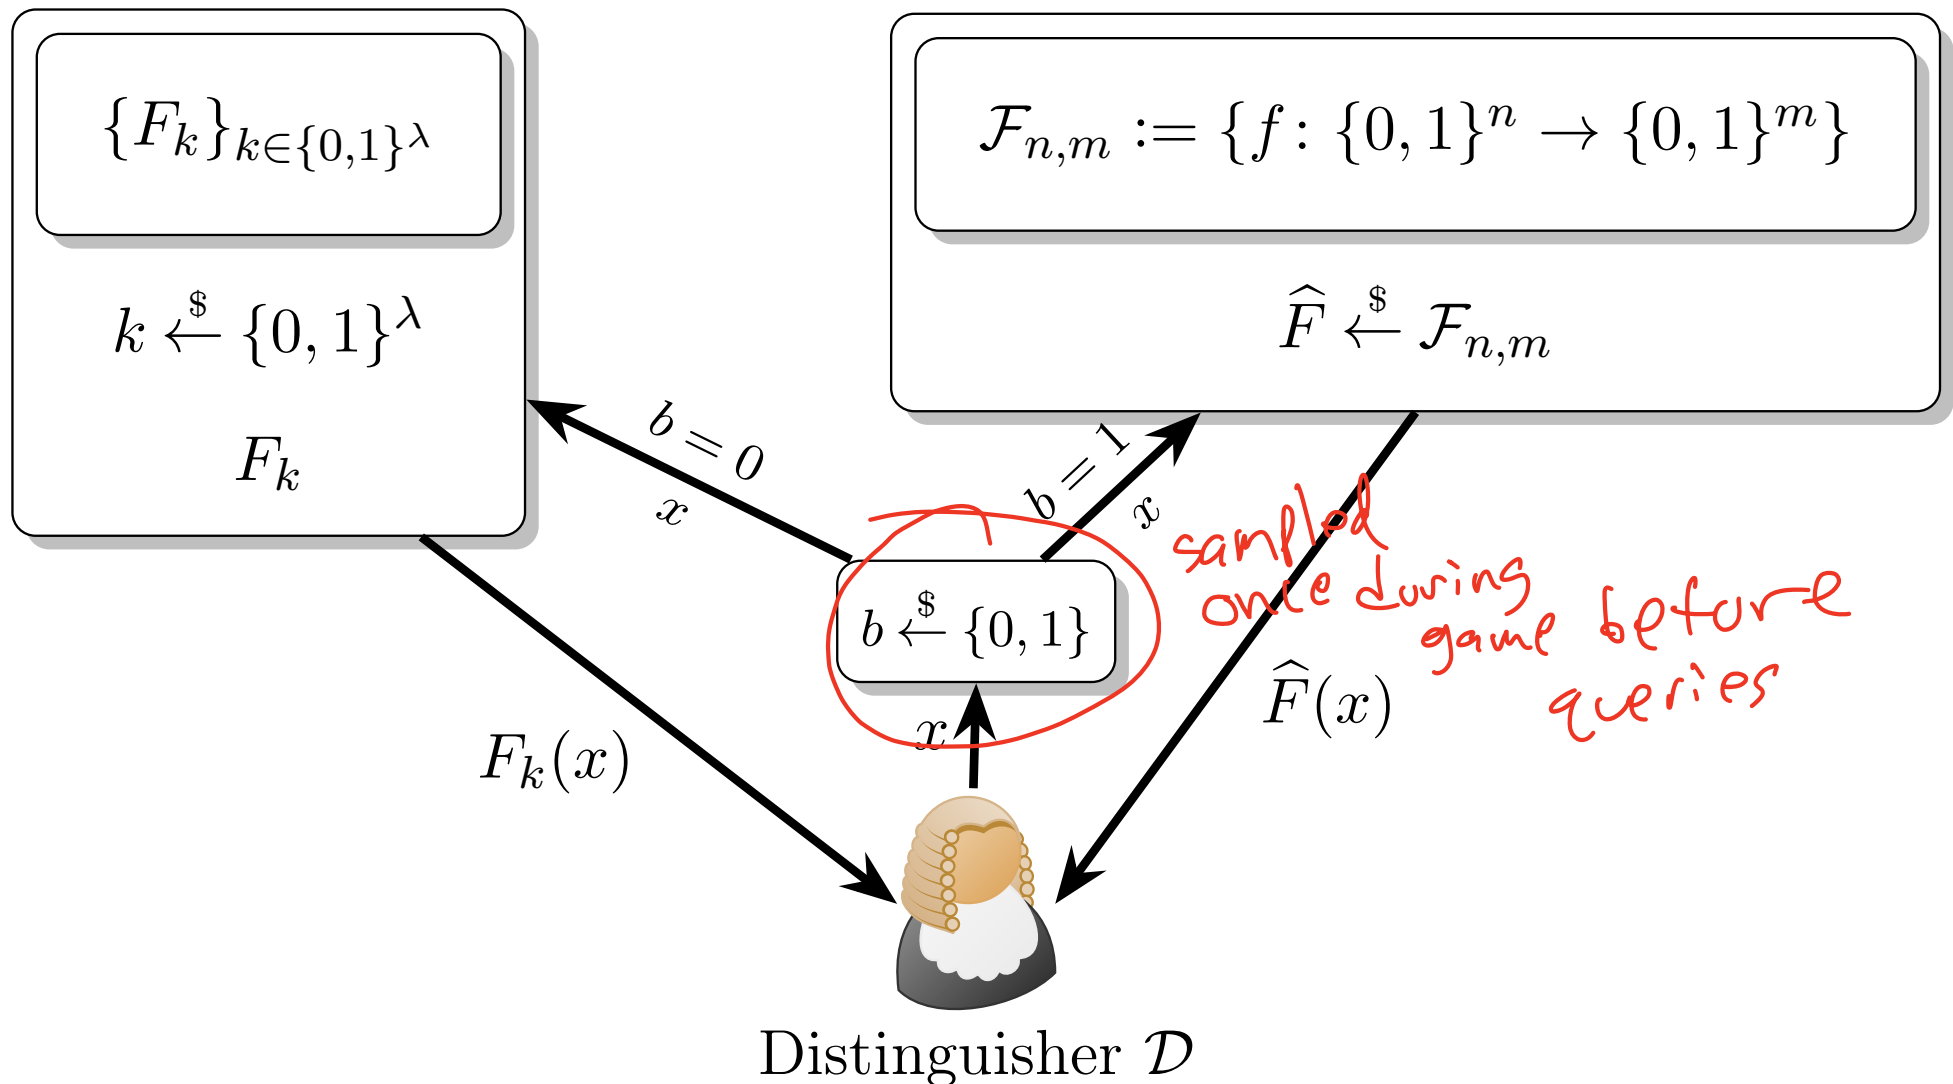 {F_k}_{k∈{0,1}^λ}
k ←$ {0, 1}^λ
F_k
ℱ_{n,m} := {f : {0, 1}^n → {0, 1}^m}
F̂ ←$ ℱ_{n,m}
b = 0
x
b = 1
x
b ←$ {0, 1}
x
sampled
once during
game before
queries
F_k(x)
F̂(x)
Distinguisher 𝒟